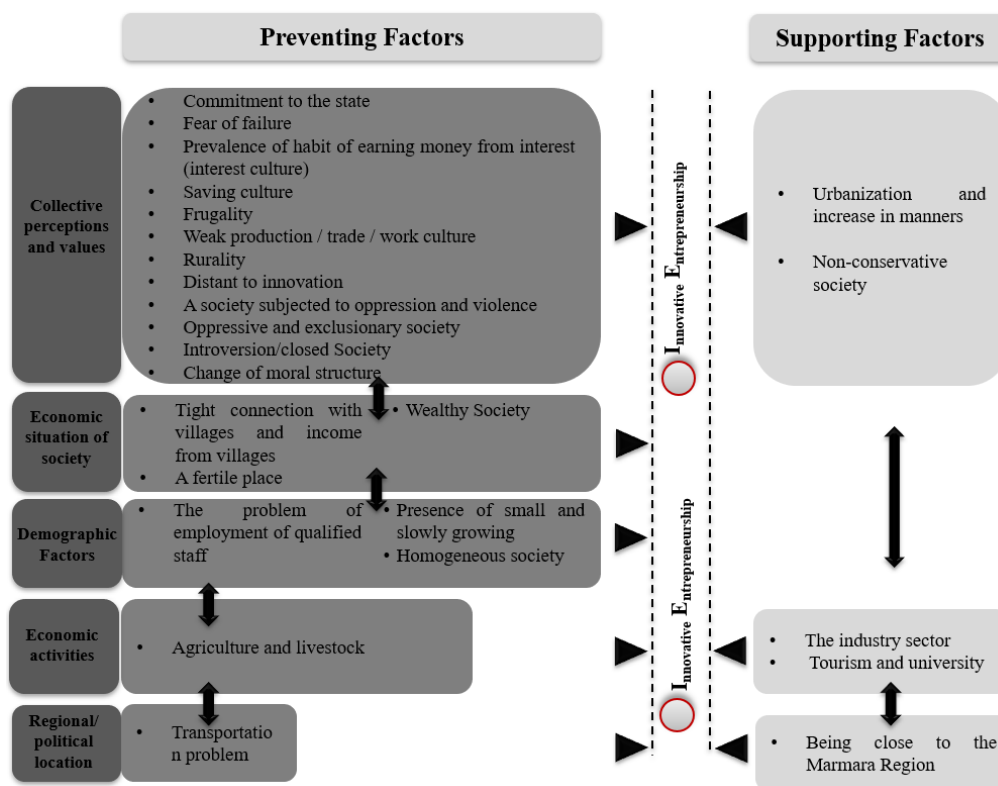 Preventing Factors
Supporting Factors
Collective
perceptions
and values
• Commitment to the state
• Fear of failure
• Prevalence of habit of earning money from interest
(interest culture)
• Saving culture
• Frugality
• Weak production / trade / work culture
• Rurality
• Distant to innovation
• A society subjected to oppression and violence
• Oppressive and exclusionary society
• Introversion/closed Society
• Change of moral structure
Innovative Entrepreneurship
• Urbanization and
increase in manners
• Non-conservative
society
Economic
situation of
society
• Tight connection with
villages and income
from villages
• A fertile place
• Wealthy Society
Demographic
Factors
• The problem of
employment of qualified
staff
• Presence of small and
slowly growing
• Homogeneous society
Innovative Entrepreneurship
Economic
activities
• Agriculture and livestock
• The industry sector
• Tourism and university
Regional/
political
location
• Transportatio
n problem
• Being close to the
Marmara Region